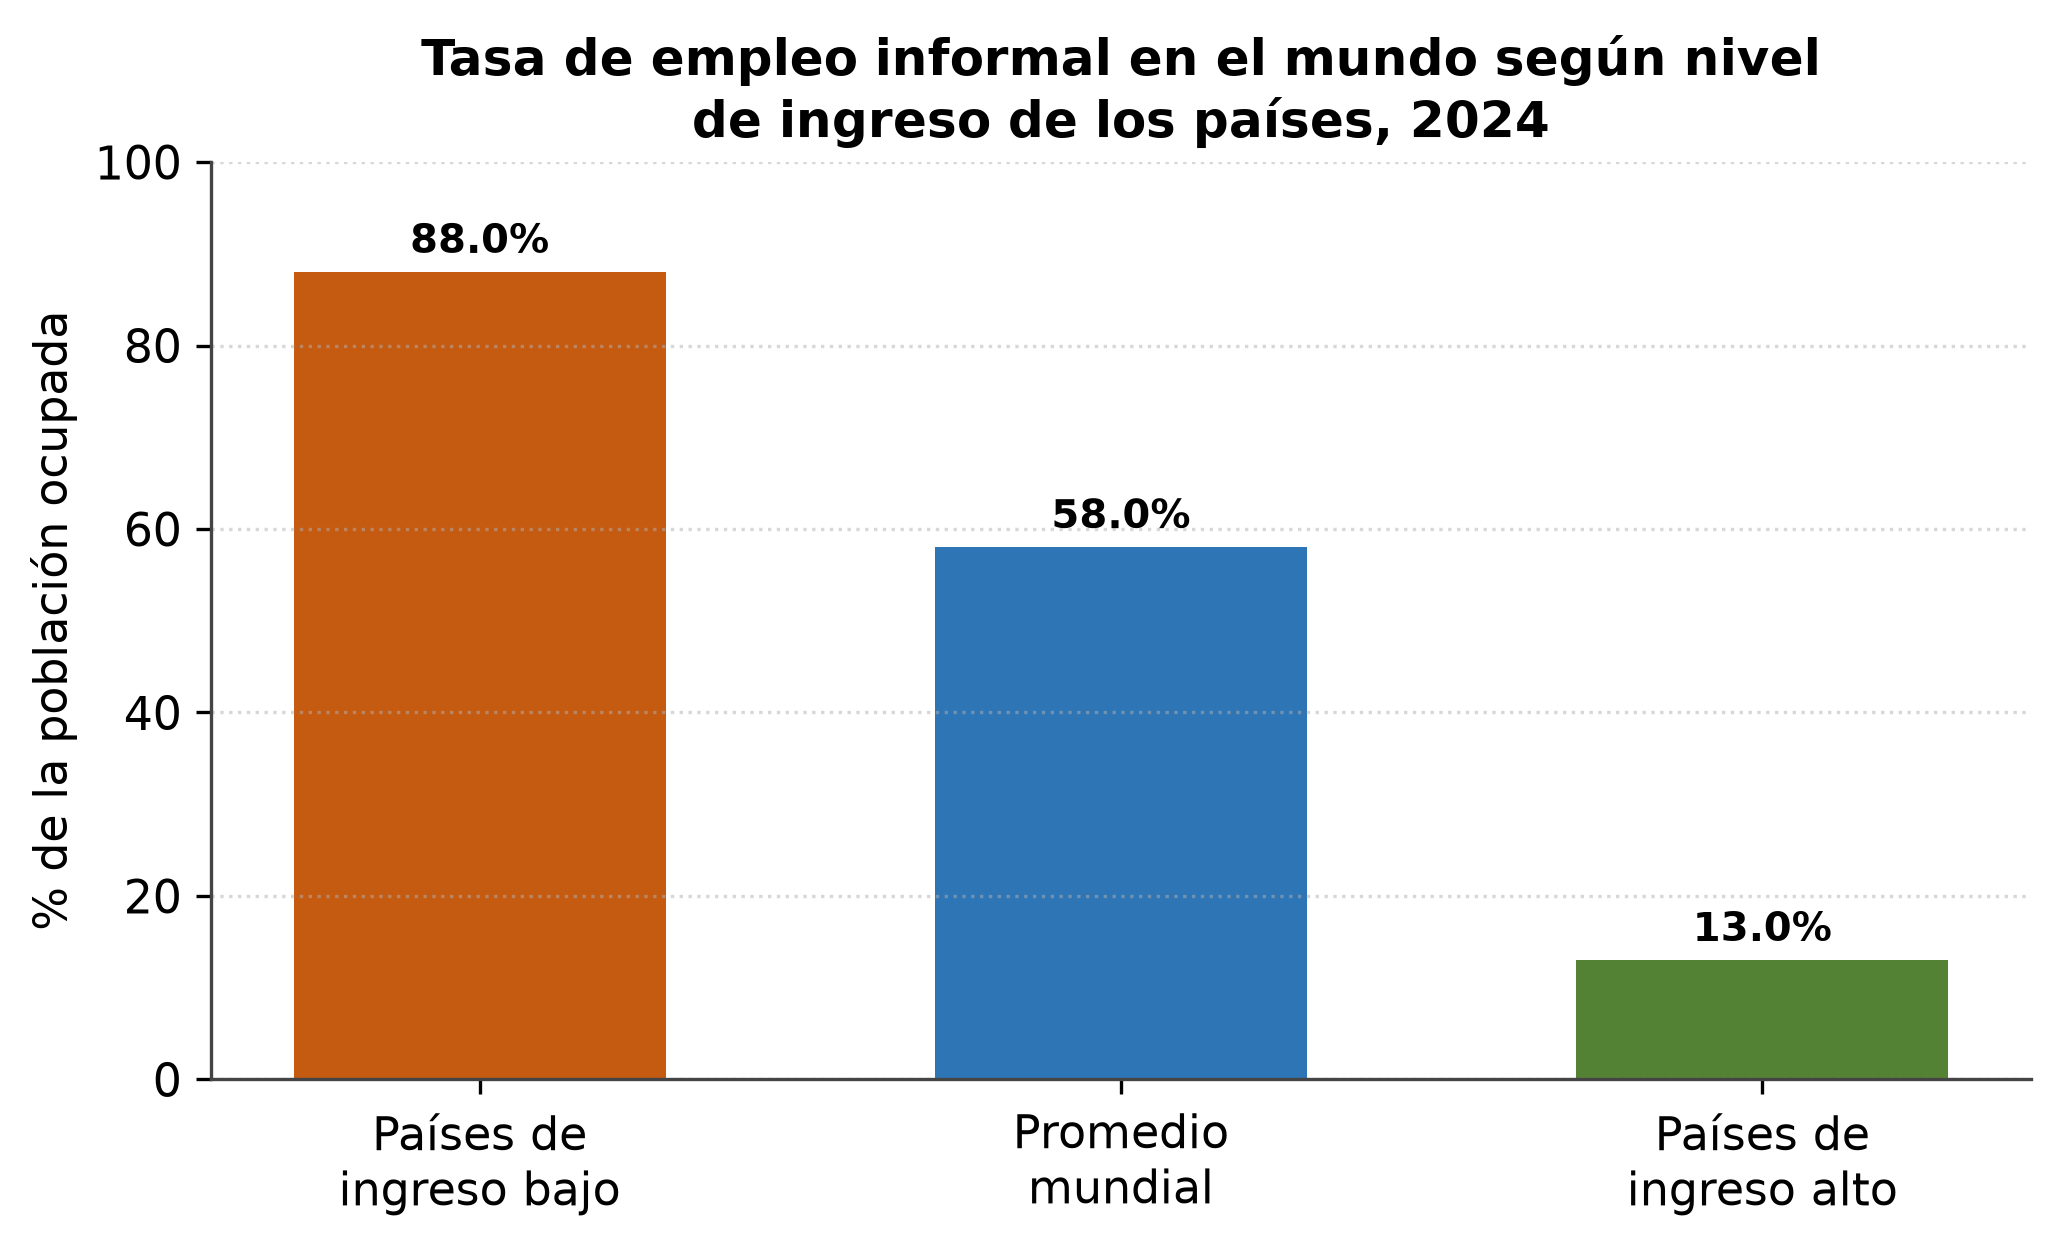 Tasa de empleo informal en el mundo según nivel
de ingreso de los países, 2024
% de la población ocupada
100
80
60
40
20
0
88.0%
58.0%
13.0%
Países de
ingreso bajo
Promedio
mundial
Países de
ingreso alto